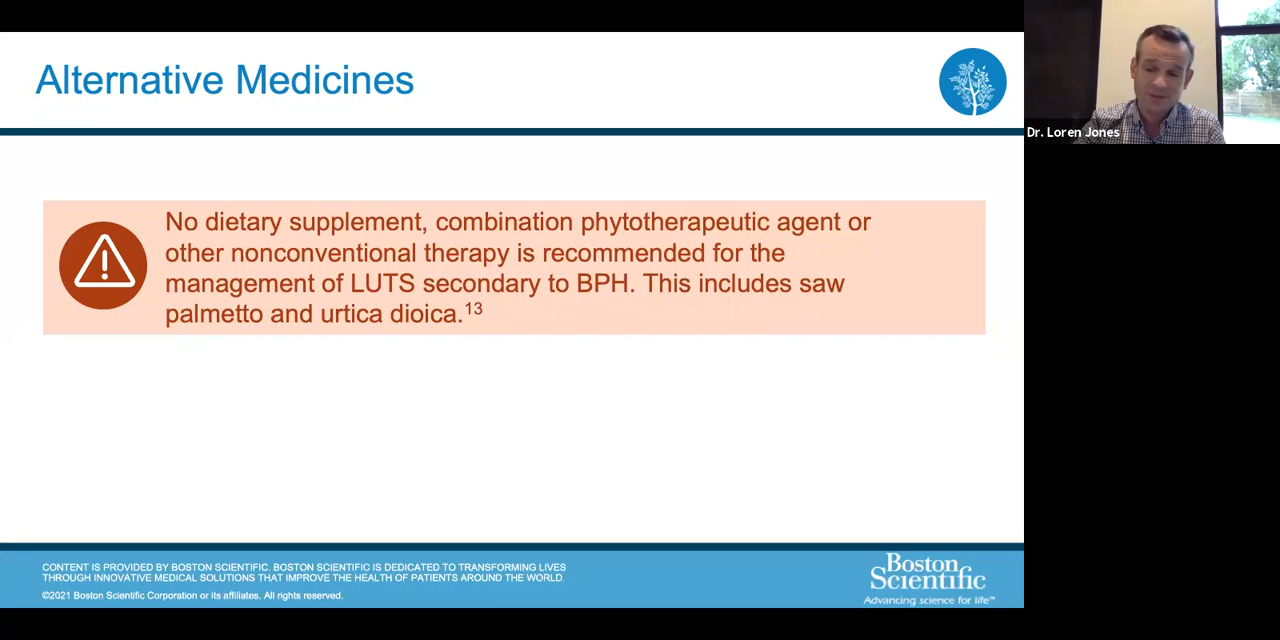 Alternative Medicines
Dr. Loren Jones
No dietary supplement, combination phytotherapeutic agent or
other nonconventional therapy is recommended for the
management of LUTS secondary to BPH. This includes saw
palmetto and urtica dioica.¹³
CONTENT IS PROVIDED BY BOSTON SCIENTIFIC. BOSTON SCIENTIFIC IS DEDICATED TO TRANSFORMING LIVES
THROUGH INNOVATIVE MEDICAL SOLUTIONS THAT IMPROVE THE HEALTH OF PATIENTS AROUND THE WORLD.
©2021 Boston Scientific Corporation or its affiliates. All rights reserved.
Boston
Scientific
Advancing science for life™